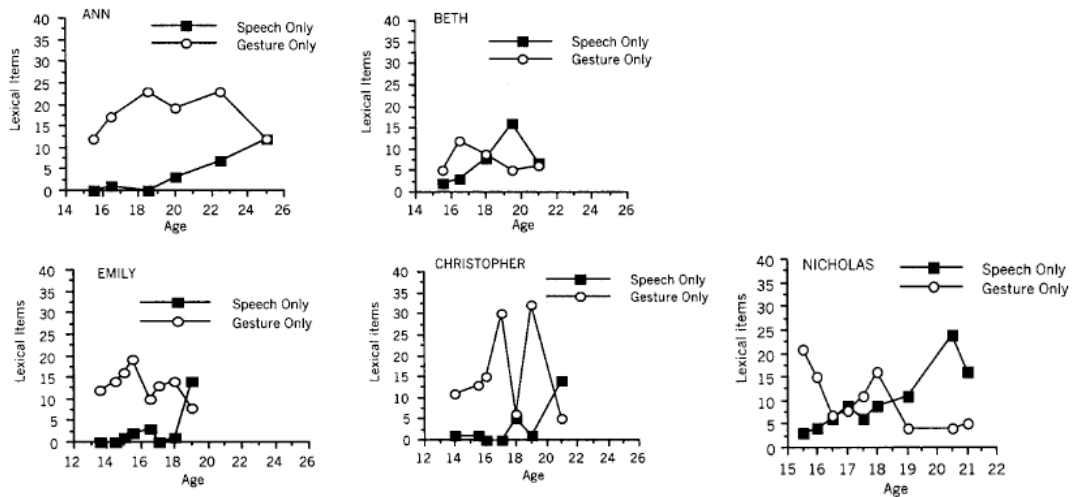 ANN
Speech Only
Gesture Only
Lexical Items
40
35
30
25
20
15
10
5
0
14 16 18 20 22 24 26
Age
BETH
Speech Only
Gesture Only
Lexical Items
40
35
30
25
20
15
10
5
0
14 16 18 20 22 24 26
Age
EMILY
Speech Only
Gesture Only
Lexical Items
40
35
30
25
20
15
10
5
0
12 14 16 18 20 22 24 26
Age
CHRISTOPHER
Speech Only
Gesture Only
Lexical Items
40
35
30
25
20
15
10
5
0
12 14 16 18 20 22 24 26
Age
NICHOLAS
Speech Only
Gesture Only
Lexical items
40
35
30
25
20
15
10
5
0
15 16 17 18 19 20 21 22
Age